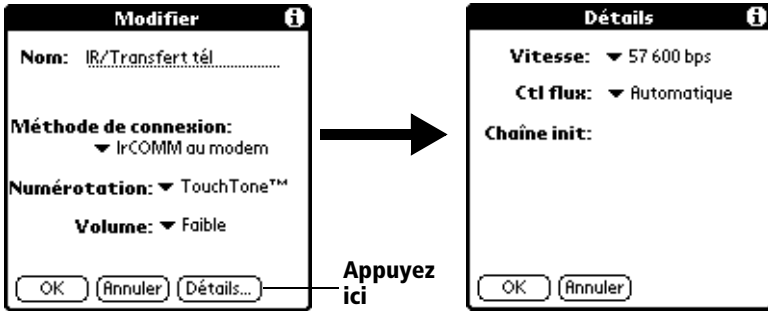 Modifier
Nom: IR/Transfert tél
Méthode de connexion:
IrCOMM au modem
Numérotation: TouchTone™
Volume: Faible
OK Annuler Détails...
Appuyez
ici
Détails
Vitesse: 57 600 bps
Ctl flux: Automatique
Chaîne init:
OK Annuler